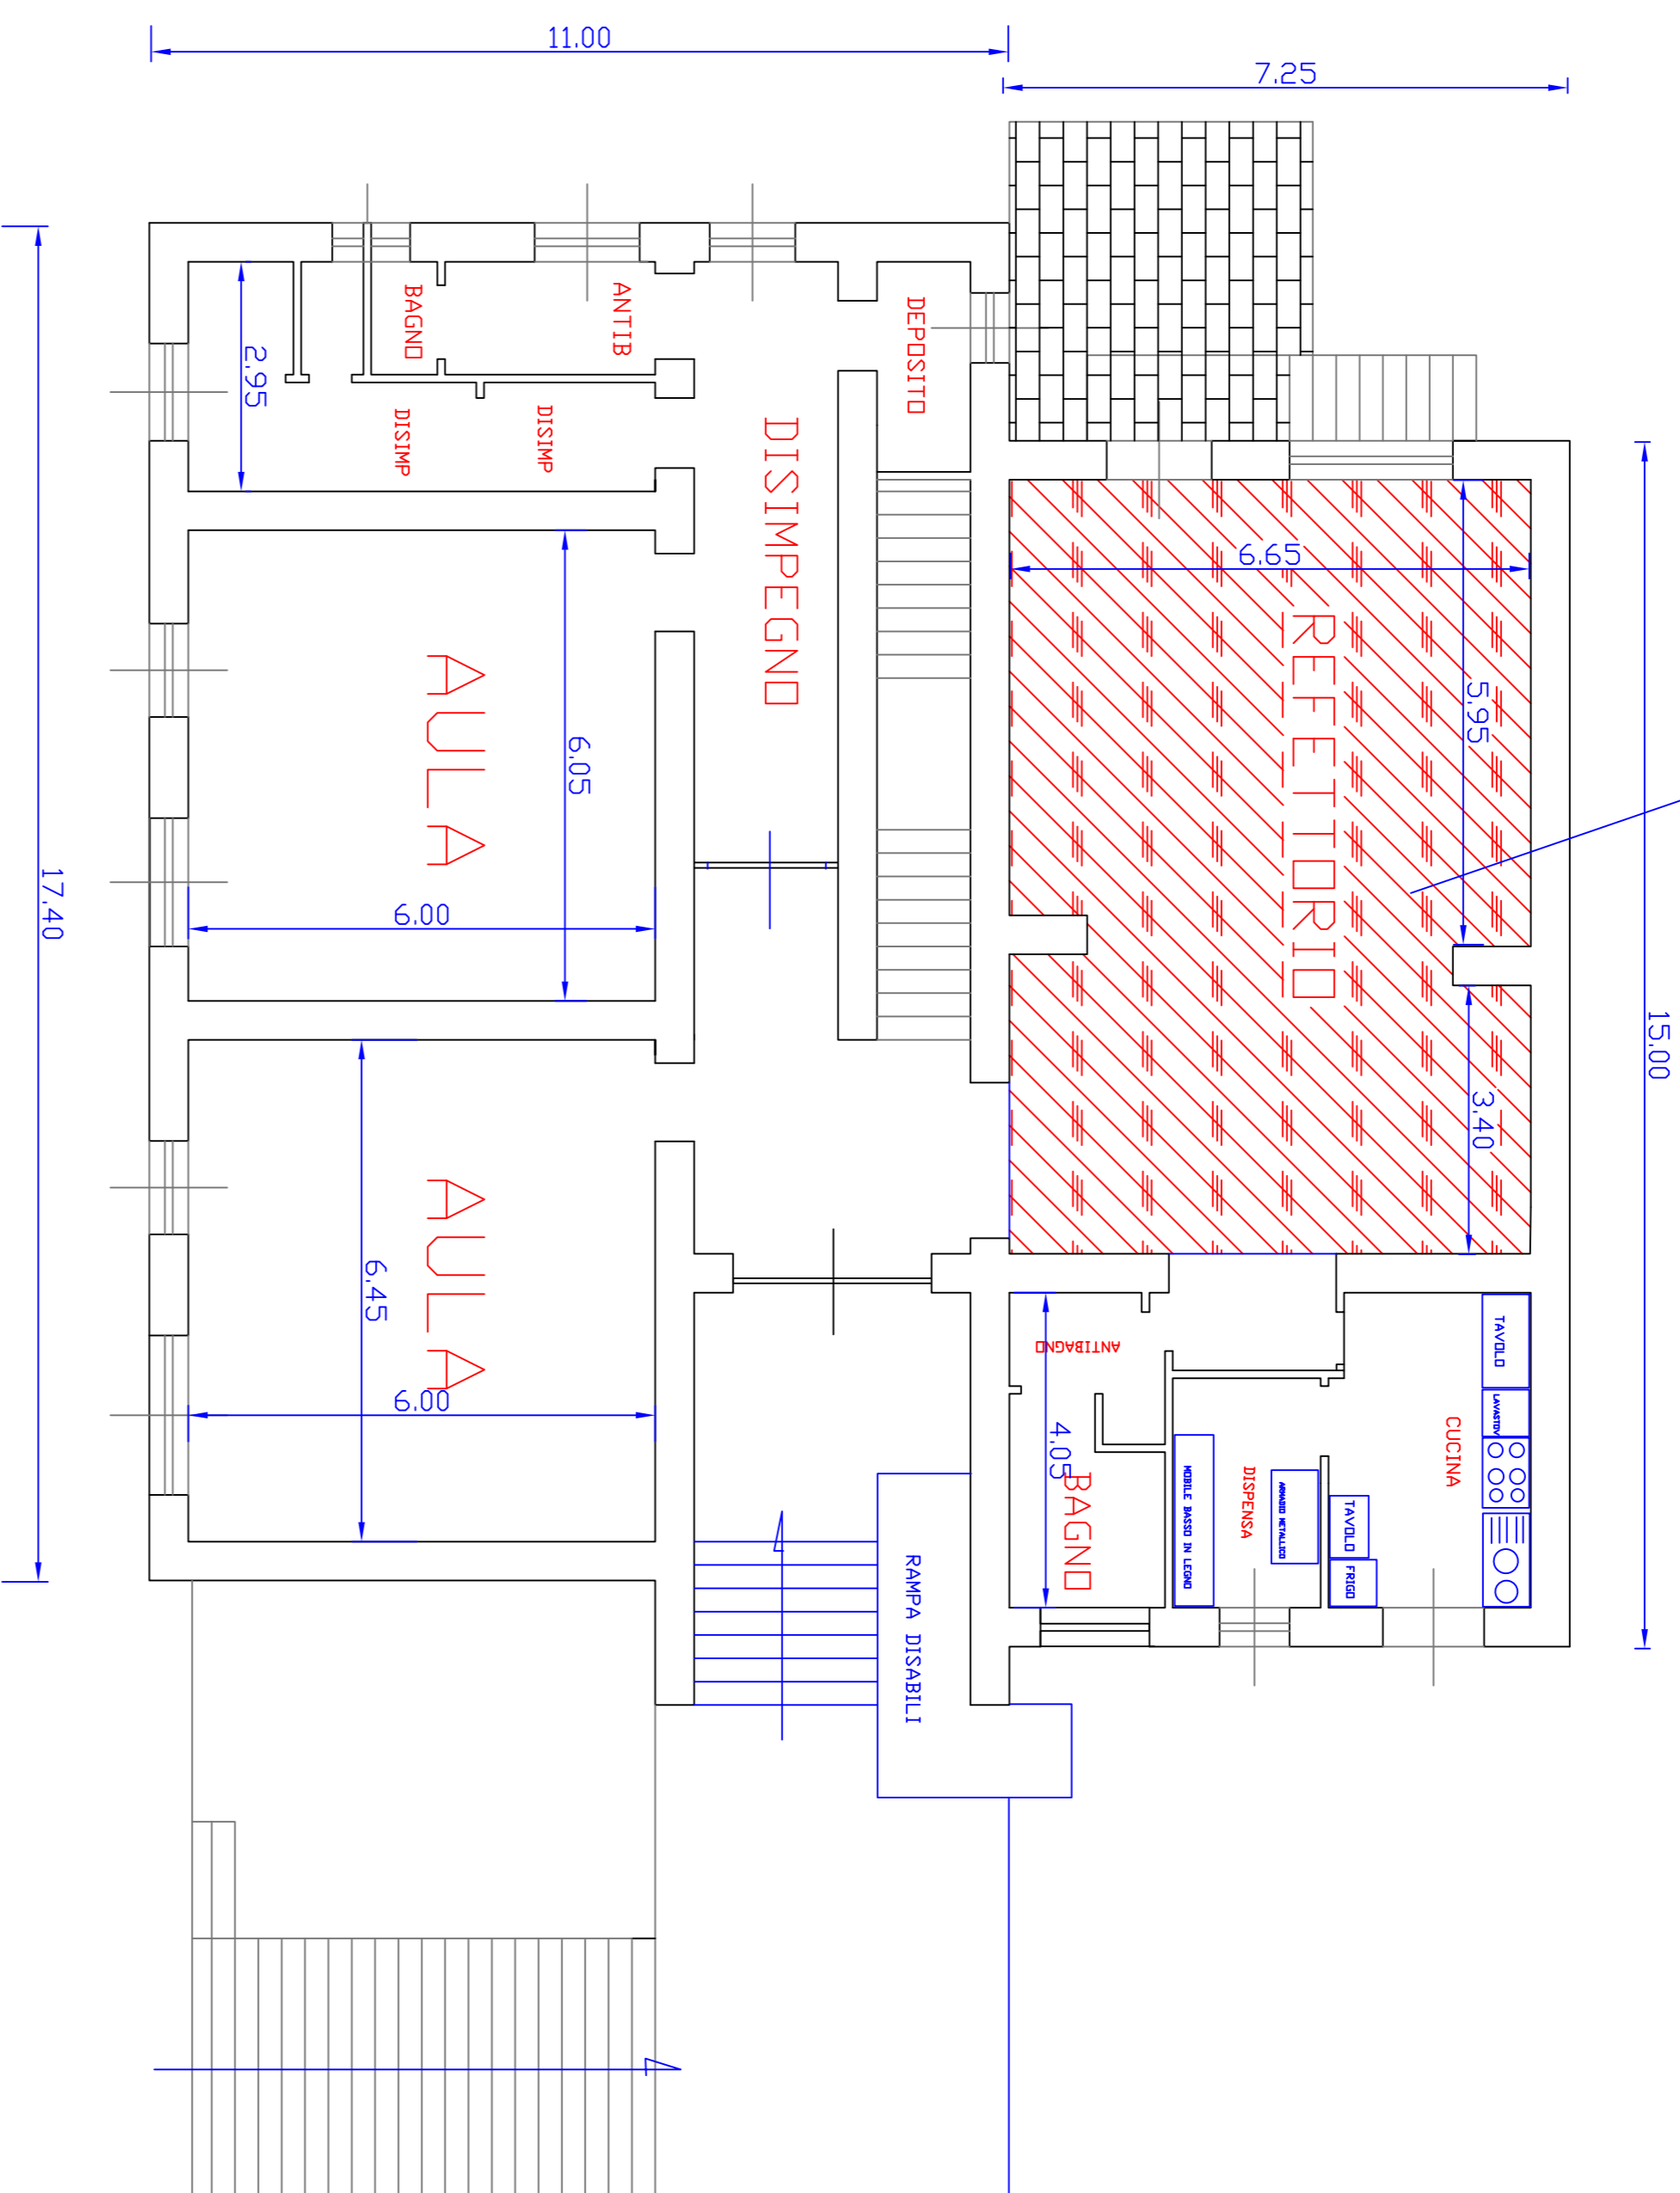 11.00
7.25
17.40
15.00
2.95
BAGNO
ANTIB
DISIMP
DISIMP
DEPOSITO
DISIMPEGNO
6.65
5.95
REFETTORIO
3.40
AULA
6.05
6.00
AULA
6.45
6.00
ANTIBAGNO
4.05
BAGNO
TAVOLO
LAVASTOV
CUCINA
DISPENSA
MOBILE BASSO IN LEGNO
ARMADIO METALLICO
TAVOLO
FRIGO
RAMPA DISABILI